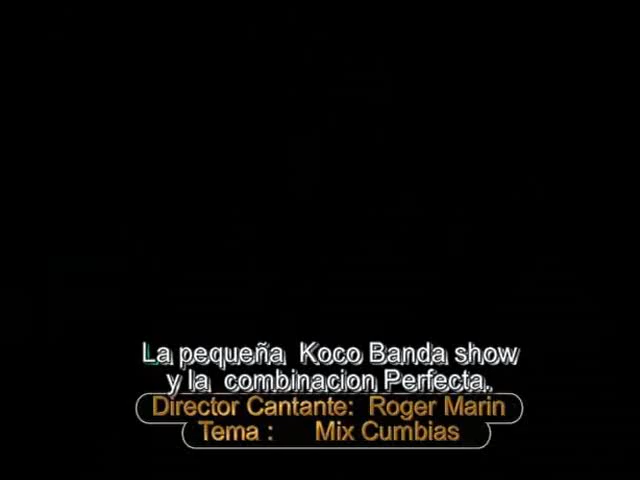 La pequeña Koco Banda show
y la combinacion Perfecta.
Director Cantante: Roger Marin
Tema : Mix Cumbias